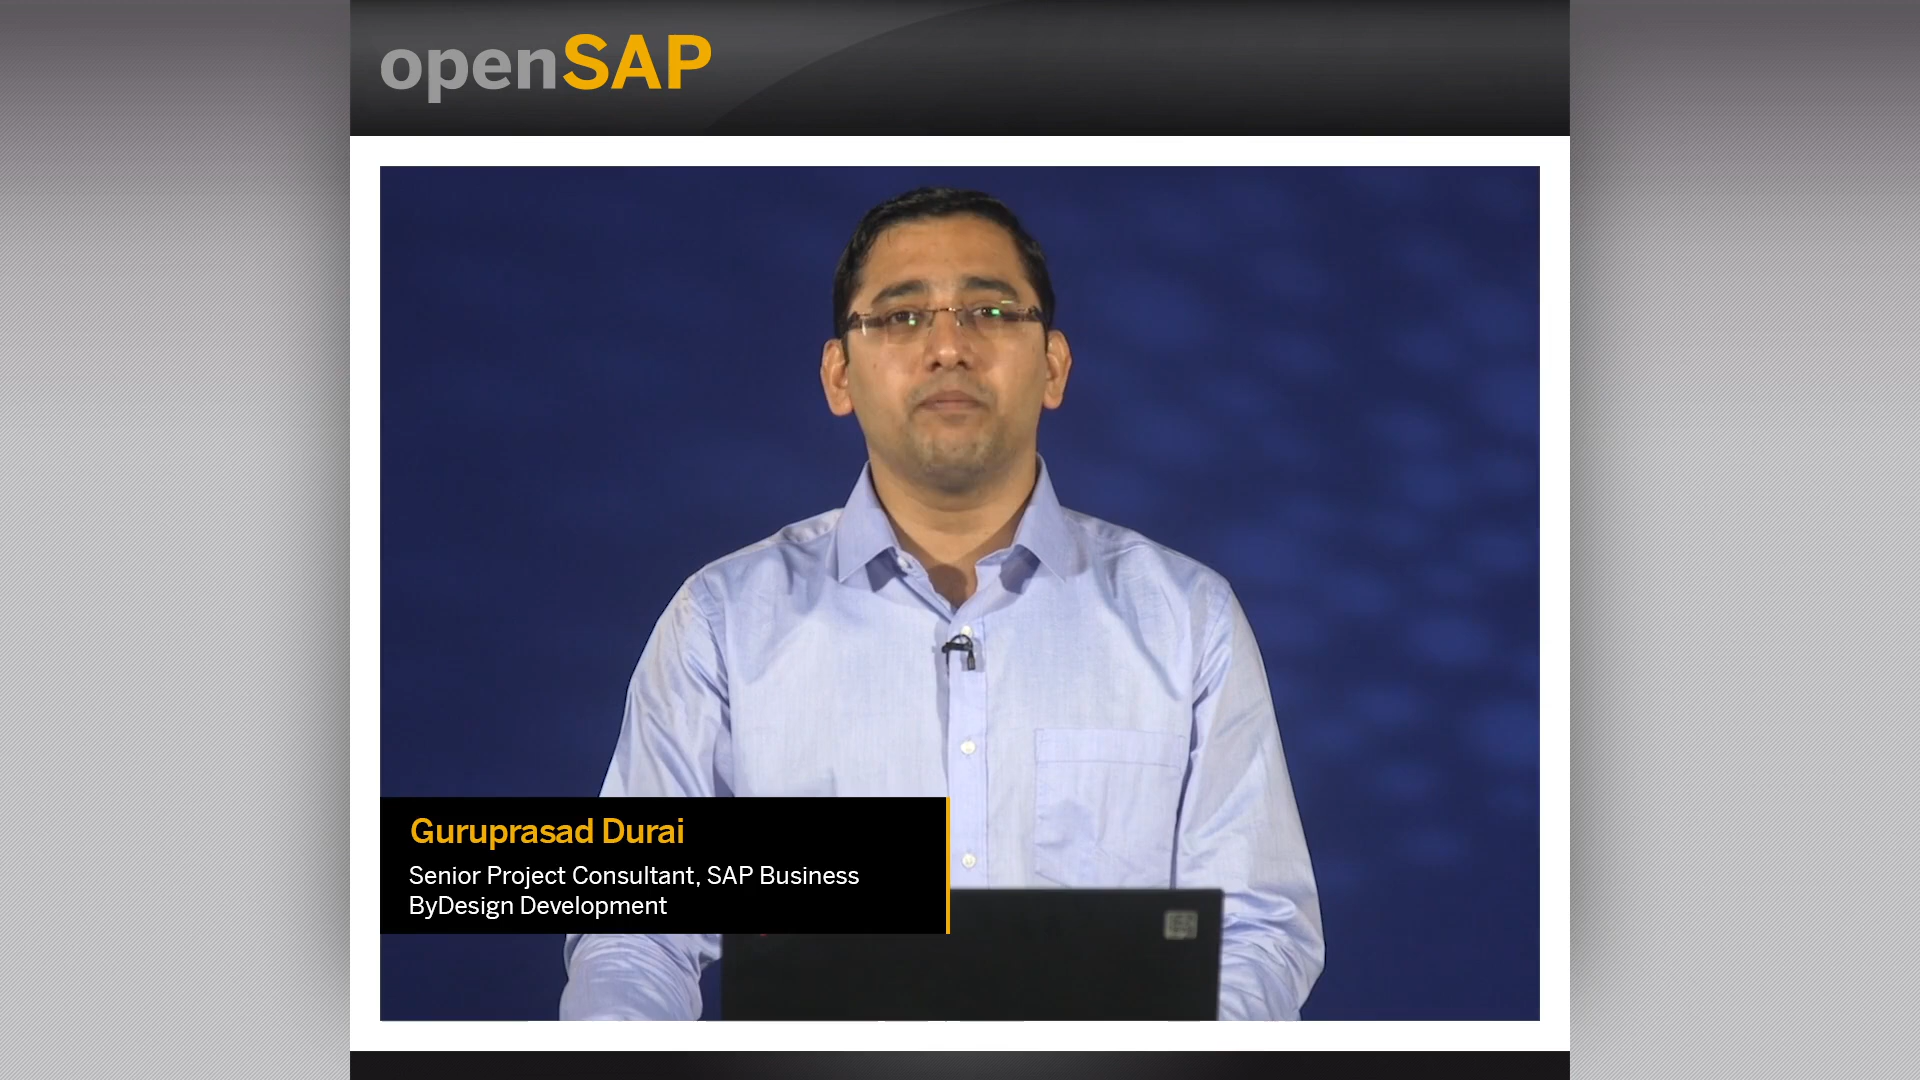 openSAP
Guruprasad Durai
Senior Project Consultant, SAP Business
ByDesign Development